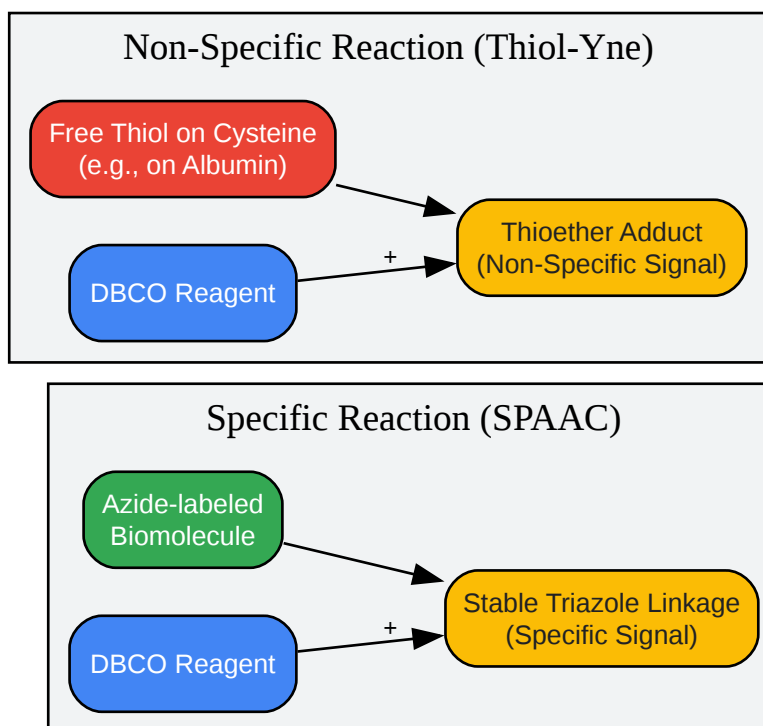 Non-Specific Reaction (Thiol-Yne)
Free Thiol on Cysteine
(e.g., on Albumin)
DBCO Reagent
+
Thioether Adduct
(Non-Specific Signal)
Specific Reaction (SPAAC)
Azide-labeled
Biomolecule
DBCO Reagent
+
Stable Triazole Linkage
(Specific Signal)